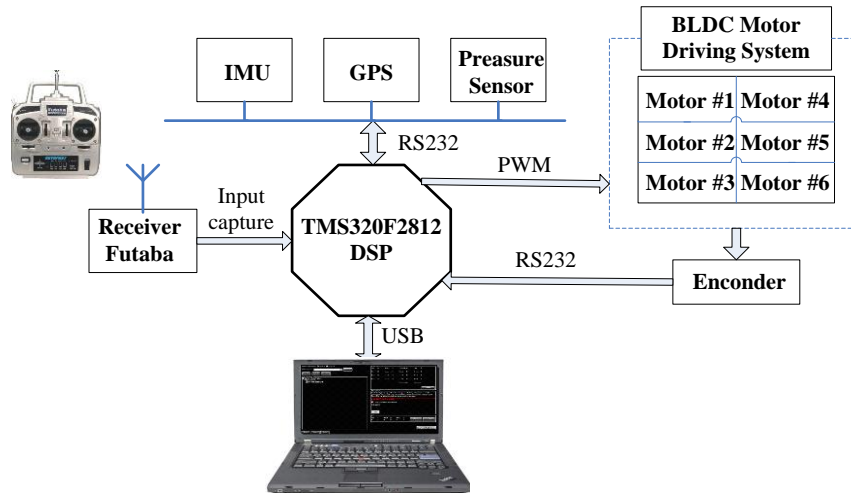 BLDC Motor
Driving System
IMU
GPS
Preasure
Sensor
Motor #1
Motor #4
Motor #2
Motor #5
Motor #3
Motor #6
RS232
PWM
Input
capture
Receiver
Futaba
TMS320F2812
DSP
RS232
Enconder
USB